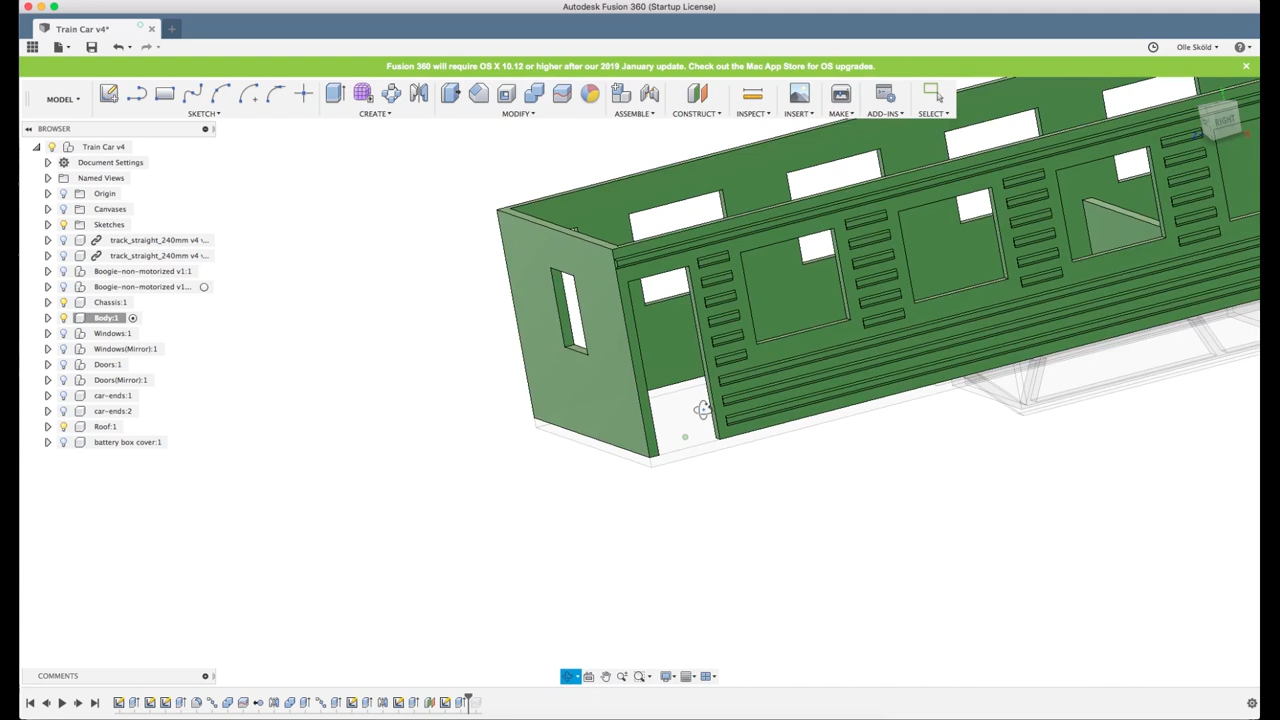 Autodesk Fusion 360 (Startup License)
Train Car v4*
Olle Sköld
Fusion 360 will require OS X 10.12 or higher after our 2019 January update. Check out the Mac App Store for OS upgrades.
MODEL
SKETCH
CREATE
MODIFY
ASSEMBLE
CONSTRUCT
INSPECT
INSERT
MAKE
ADD-INS
SELECT
RIGHT
BROWSER
Train Car v4
Document Settings
Named Views
Origin
Canvases
Sketches
track_straight_240mm v4 v...
track_straight_240mm v4 v...
Boogie-non-motorized v1:1
Boogie-non-motorized v1...
Chassis:1
Body:1
Windows:1
Windows(Mirror):1
Doors:1
Doors(Mirror):1
car-ends:1
car-ends:2
Roof:1
battery box cover:1
COMMENTS